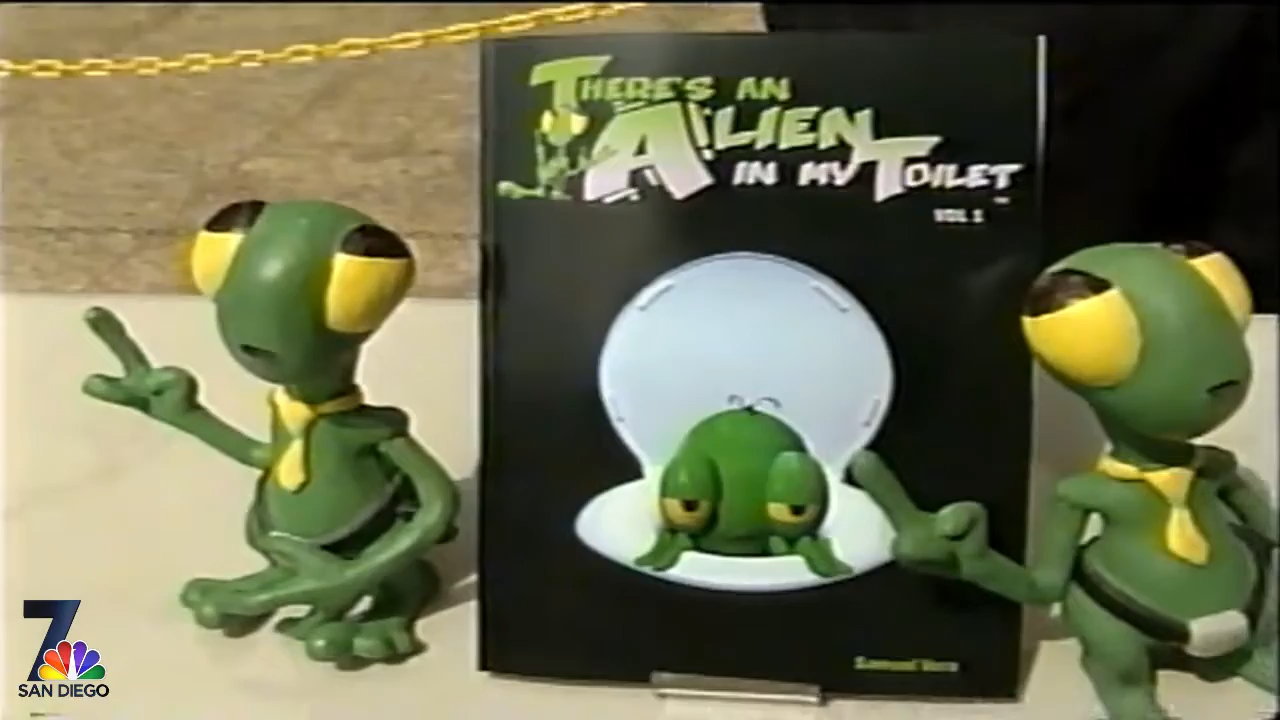 THERE'S AN
ALIEN
IN MY TOILET
VOL 1
7
SAN DIEGO